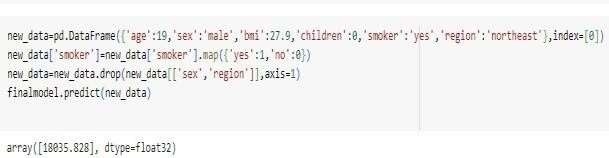 new_data=pd.DataFrame({'age':19,'sex':'male','bmi':27.9,'children':0,'smoker':'yes','region':'northeast'},index=[0])
new_data['smoker']=new_data['smoker'].map({'yes':1,'no':0})
new_data=new_data.drop(new_data[['sex','region']],axis=1)
finalmodel.predict(new_data)
array([18035.828], dtype=float32)